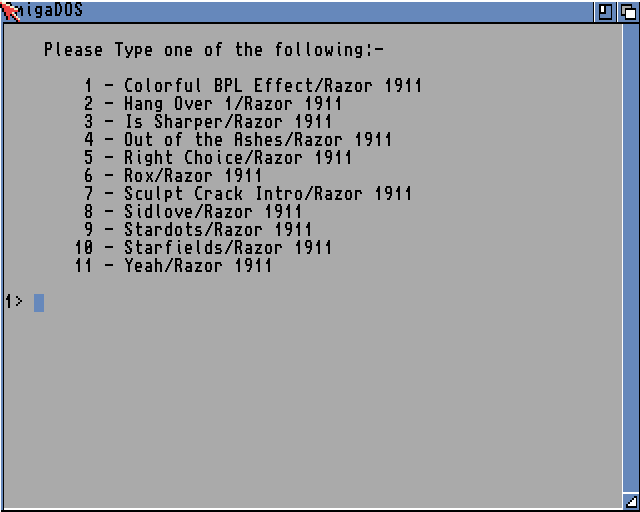 AmigaDOS
Please Type one of the following:-
1 - Colorful BPL Effect/Razor 1911
2 - Hang Over 1/Razor 1911
3 - Is Sharper/Razor 1911
4 - Out of the Ashes/Razor 1911
5 - Right Choice/Razor 1911
6 - Rox/Razor 1911
7 - Sculpt Crack Intro/Razor 1911
8 - Sidlove/Razor 1911
9 - Stardots/Razor 1911
10 - Starfields/Razor 1911
11 - Yeah/Razor 1911
1>